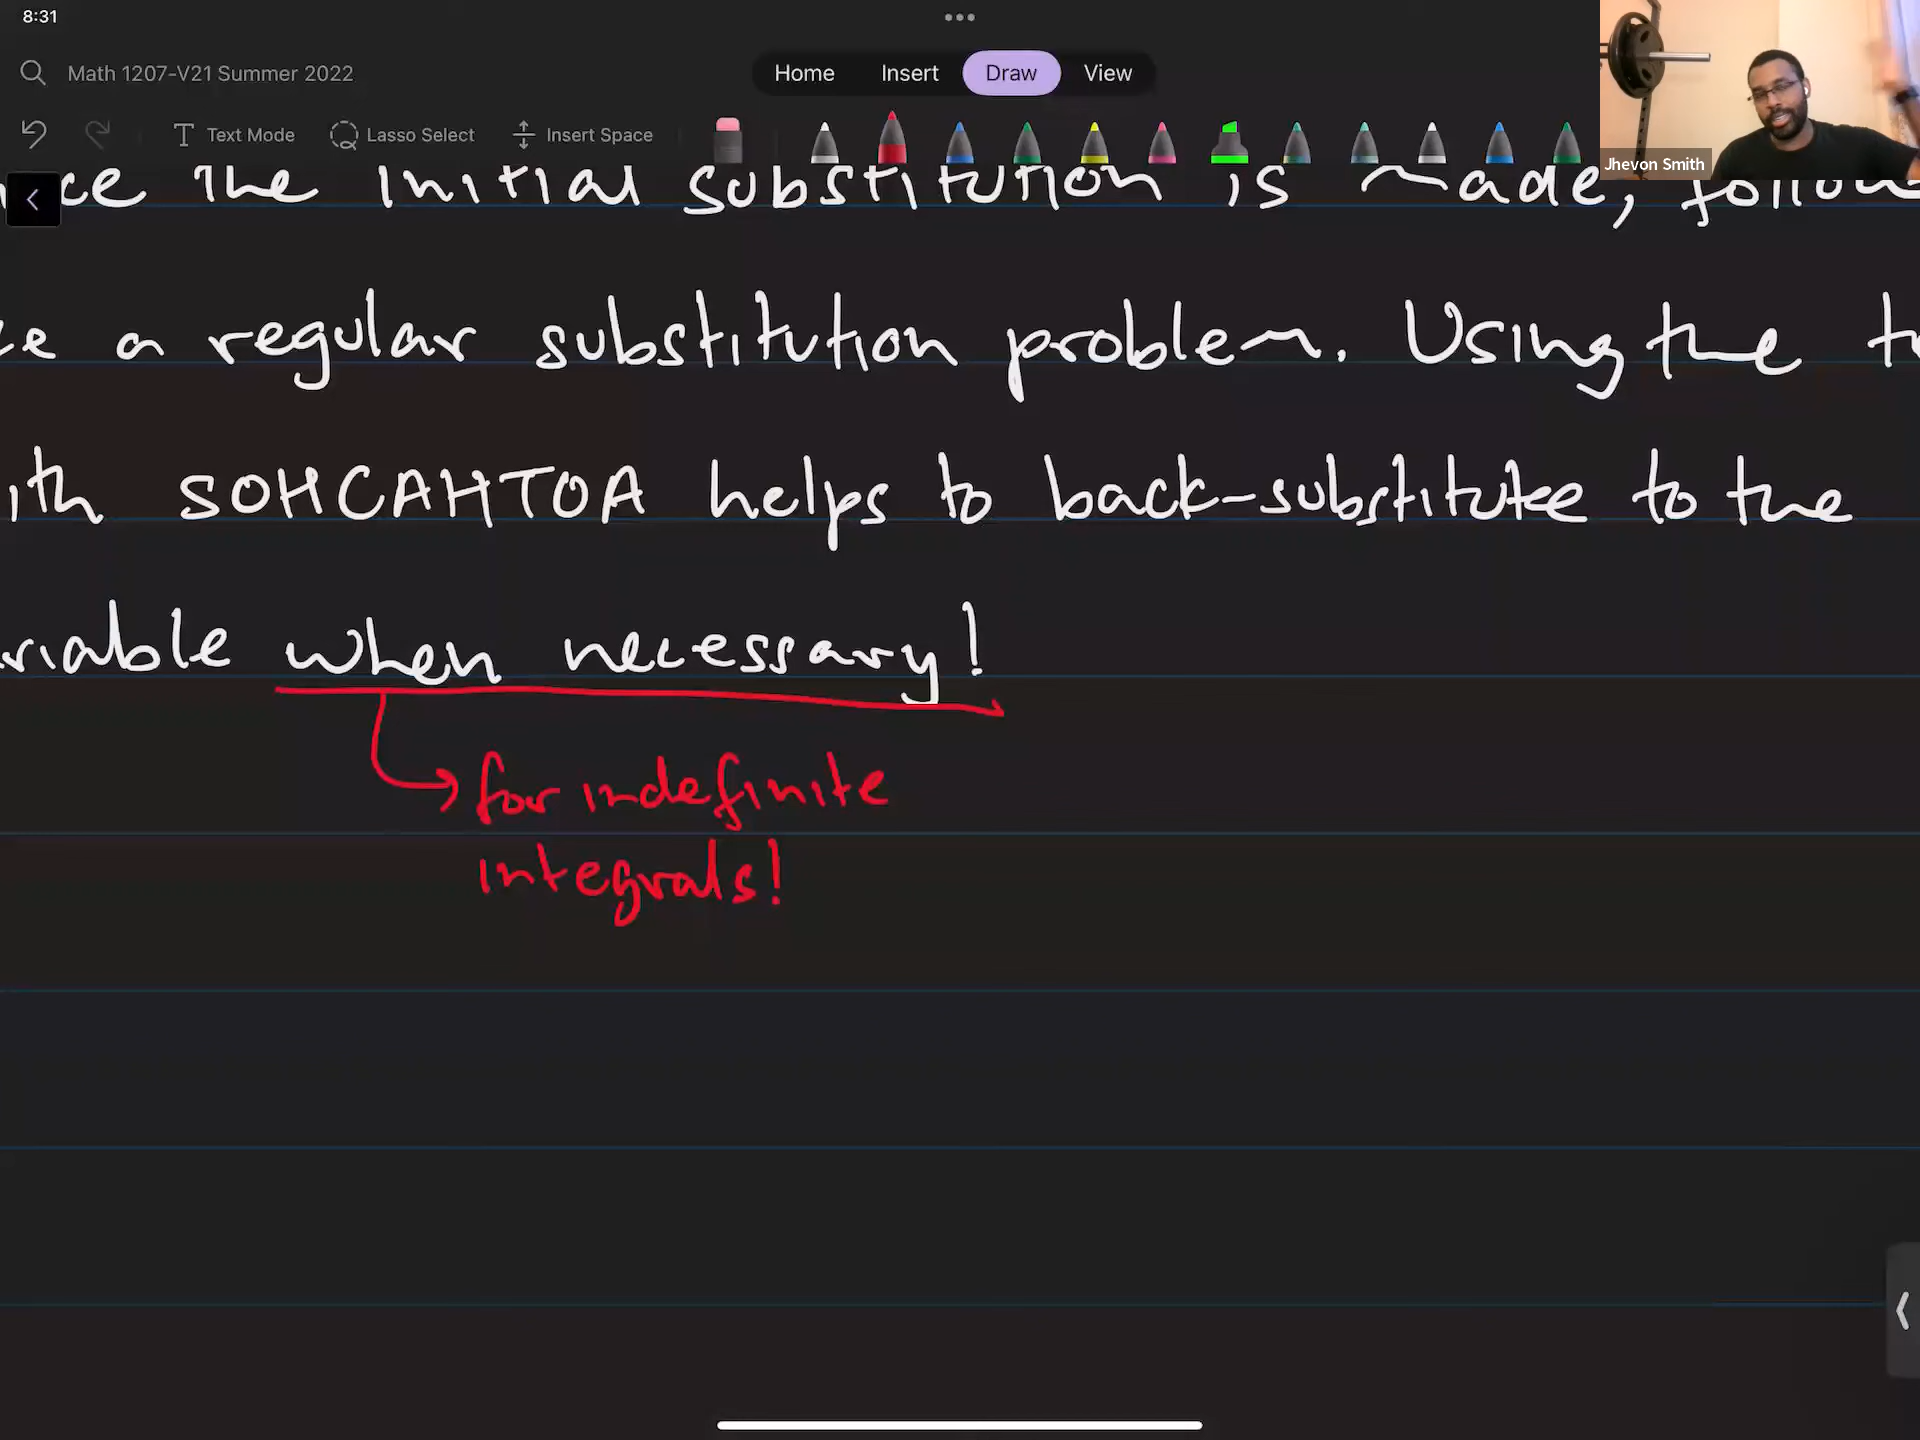 8:31
Math 1207-V21 Summer 2022
Home Insert Draw View
Text Mode Lasso Select Insert Space
Jhevon Smith
the initial substitution is made,
a regular substitution problem. Using the
SOHCAHTOA helps to back-substitute to the
when necessary!
for indefinite
integrals!